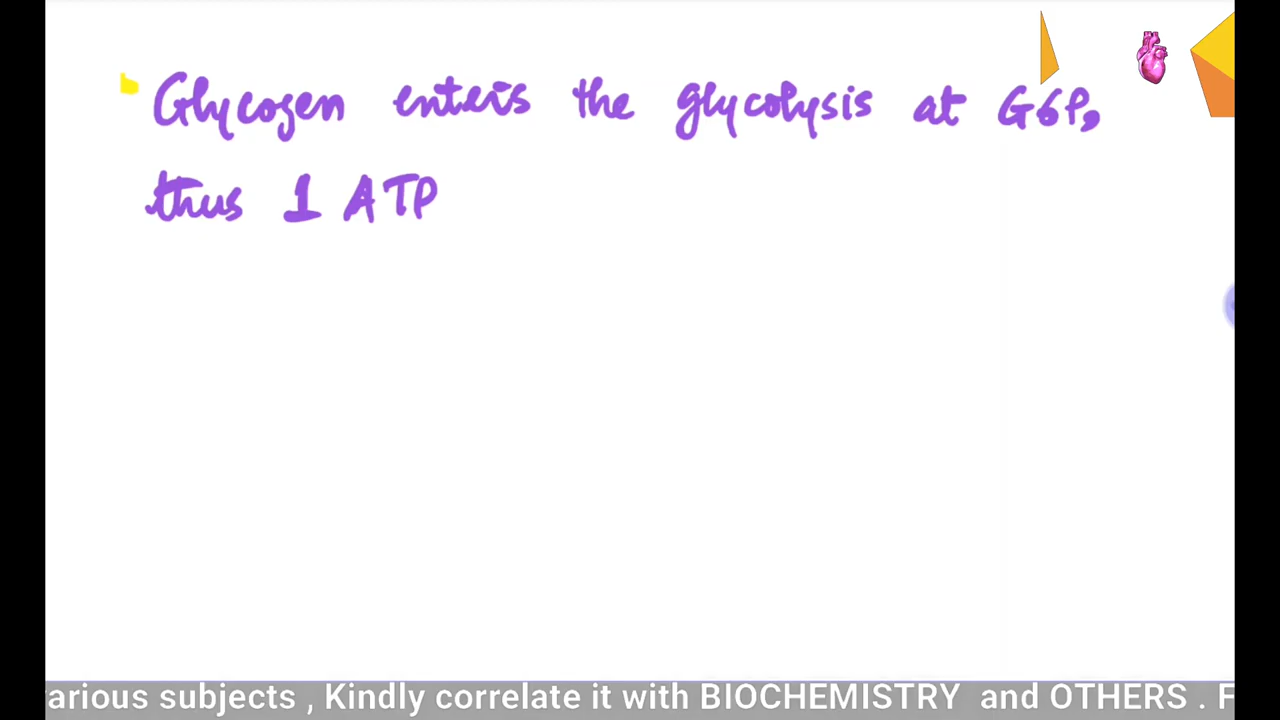 Glycogen enters the glycolysis at G6P,
thus 1 ATP
arious subjects , Kindly correlate it with BIOCHEMISTRY and OTHERS . F